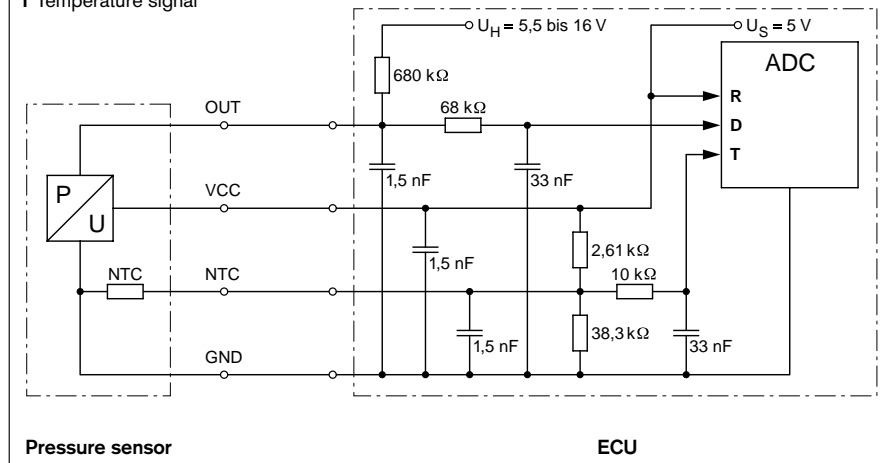 T Temperature signal
U_H = 5,5 bis 16 V
U_S = 5 V
ADC
680 kΩ
R
OUT
68 kΩ
D
T
1,5 nF
33 nF
P
U
VCC
2,61 kΩ
1,5 nF
NTC
NTC
10 kΩ
38,3 kΩ
1,5 nF
33 nF
GND
Pressure sensor
ECU